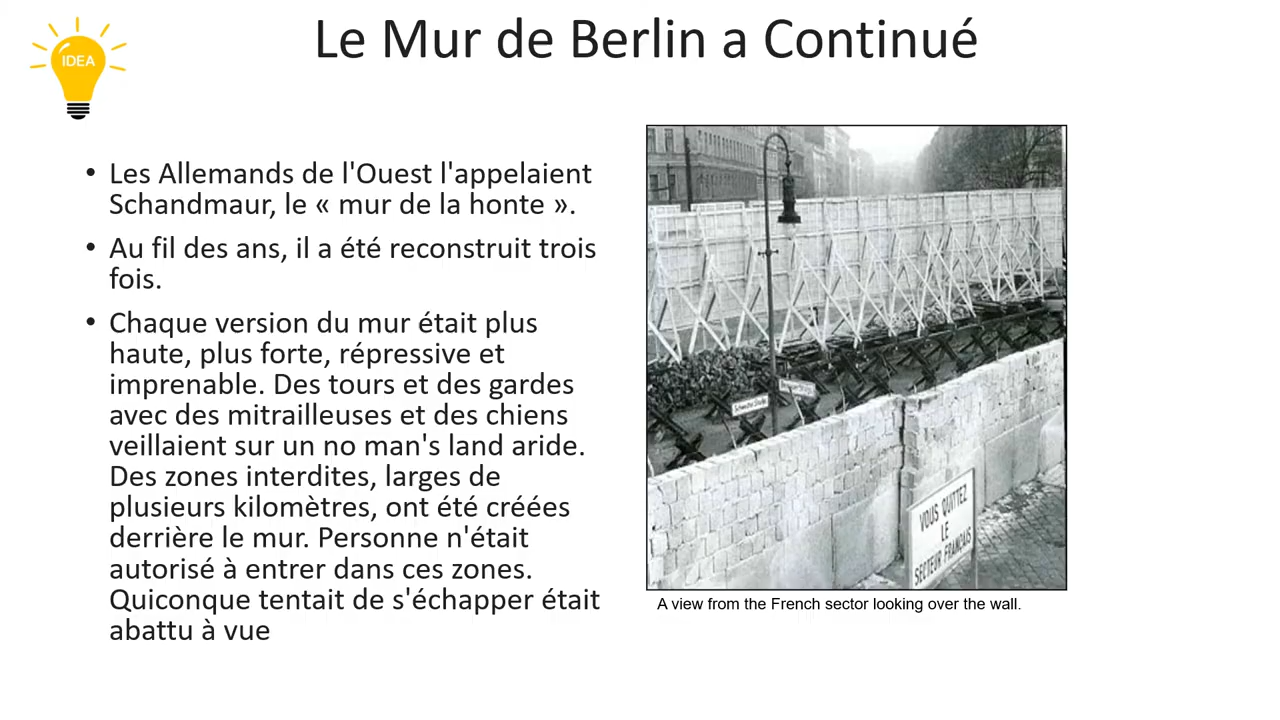 IDEA
Le Mur de Berlin a Continué
• Les Allemands de l'Ouest l'appelaient
Schandmaur, le « mur de la honte ».
• Au fil des ans, il a été reconstruit trois
fois.
• Chaque version du mur était plus
haute, plus forte, répressive et
imprenable. Des tours et des gardes
avec des mitrailleuses et des chiens
veillaient sur un no man's land aride.
Des zones interdites, larges de
plusieurs kilomètres, ont été créées
derrière le mur. Personne n'était
autorisé à entrer dans ces zones.
Quiconque tentait de s'échapper était
abattu à vue
VOUS QUITTEZ
LE
SECTEUR FRANÇAIS
A view from the French sector looking over the wall.